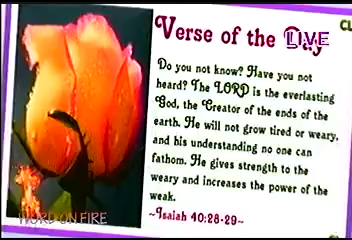 Verse of the Day
LIVE
CL
Do you not know? Have you not
heard? The LORD is the everlasting
God, the Creator of the ends of the
earth. He will not grow tired or weary,
and his understanding no one can
fathom. He gives strength to the
weary and increases the power of the
weak.
~Isaiah 40:28-29~
WORD ON FIRE